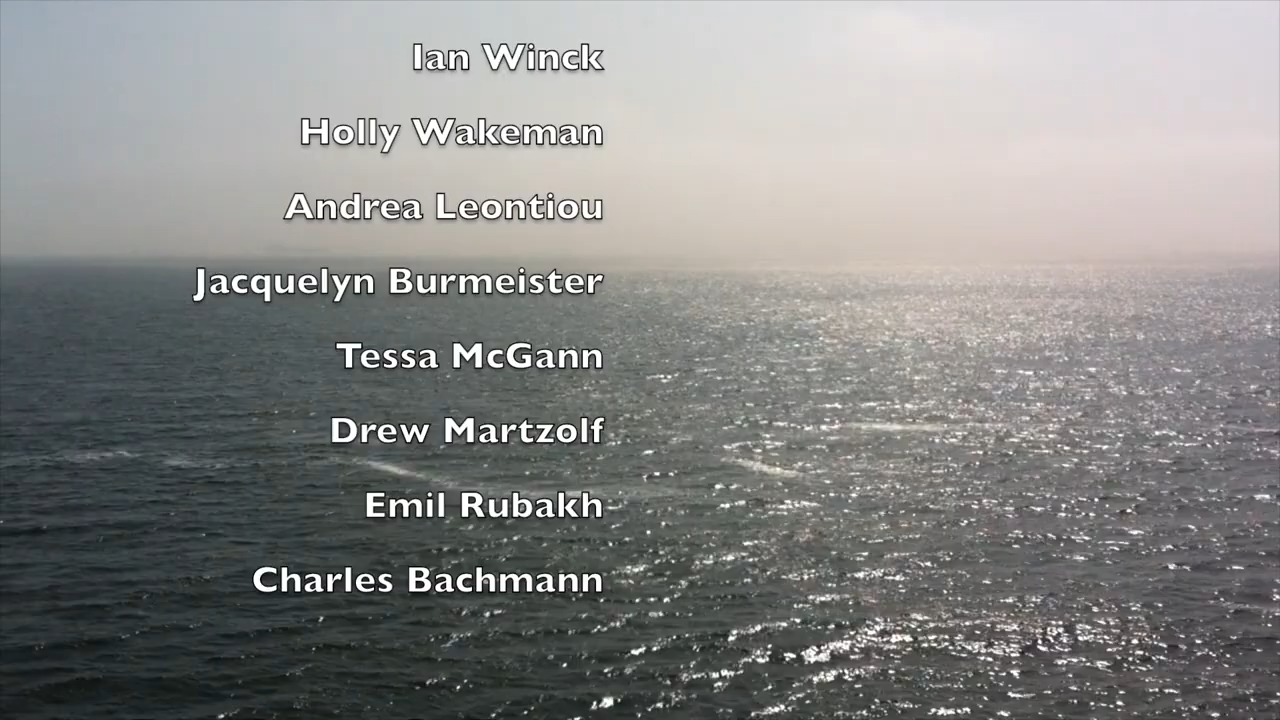 Ian Winck
Holly Wakeman
Andrea Leontiou
Jacquelyn Burmeister
Tessa McGann
Drew Martzolf
Emil Rubakh
Charles Bachmann